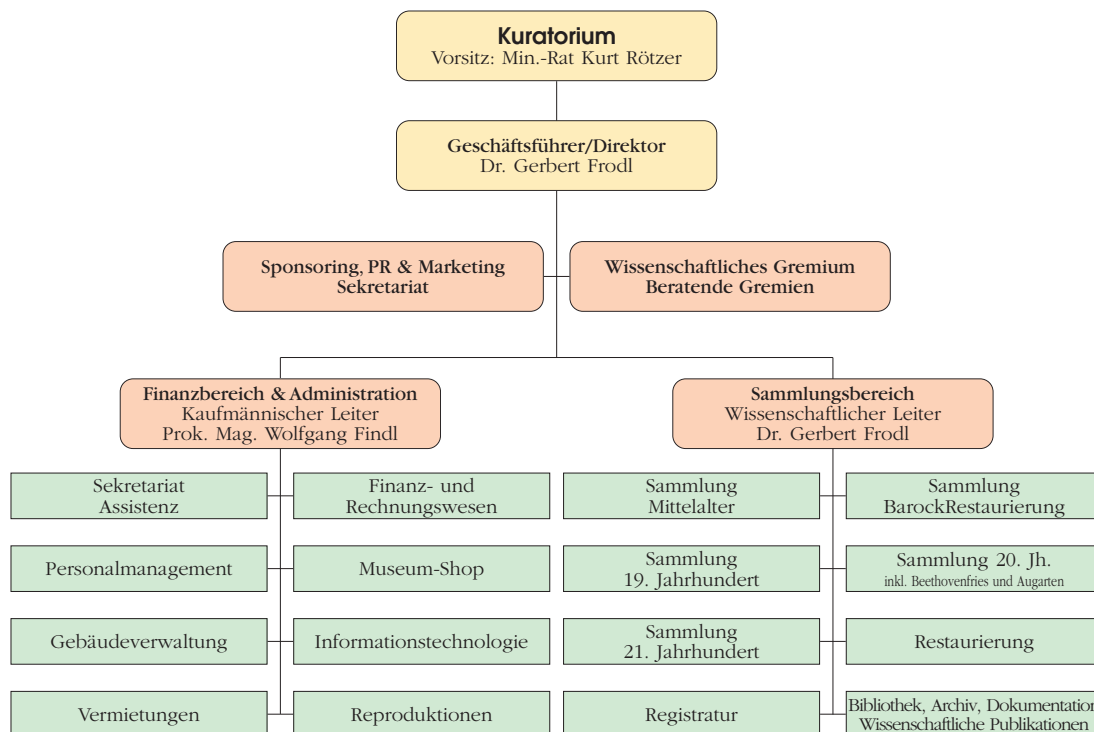 Kuratorium
Vorsitz: Min.-Rat Kurt Rötzer
Geschäftsführer/Direktor
Dr. Gerbert Frodl
Sponsoring, PR & Marketing
Sekretariat
Wissenschaftliches Gremium
Beratende Gremien
Finanzbereich & Administration
Kaufmännischer Leiter
Prok. Mag. Wolfgang Findl
Sammlungsbereich
Wissenschaftlicher Leiter
Dr. Gerbert Frodl
Sekretariat
Assistenz
Finanz- und
Rechnungswesen
Sammlung
Mittelalter
Sammlung
BarockRestaurierung
Personalmanagement
Museum-Shop
Sammlung
19. Jahrhundert
Sammlung 20. Jh.
inkl. Beethovenfries und Augarten
Gebäudeverwaltung
Informationstechnologie
Sammlung
21. Jahrhundert
Restaurierung
Vermietungen
Reproduktionen
Registratur
Bibliothek, Archiv, Dokumentation
Wissenschaftliche Publikationen